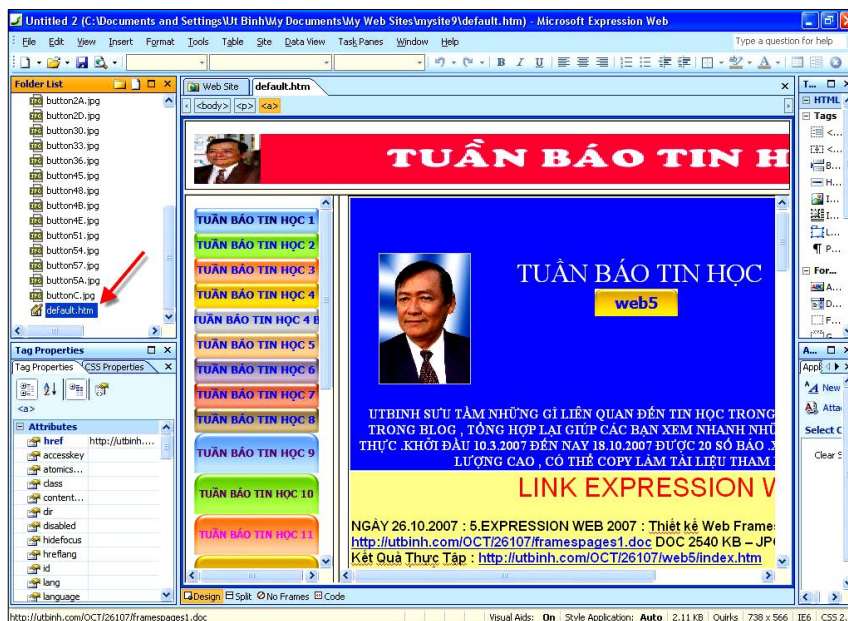 Untitled 2 (C:\Documents and Settings\Ut Binh\My Documents\My Web Sites\mysite9\default.htm) - Microsoft Expression Web
File Edit View Insert Format Tools Table Site Data View Task Panes Window Help
Type a question for help
Folder List
button2A.jpg
button2D.jpg
button30.jpg
button33.jpg
button36.jpg
button45.jpg
button48.jpg
button4B.jpg
button4E.jpg
button51.jpg
button54.jpg
button57.jpg
button5A.jpg
buttonC.jpg
default.htm
Web Site default.htm
<body> <p> <a>
TUẦN BÁO TIN H
TUẦN BÁO TIN HỌC 1
TUẦN BÁO TIN HỌC 2
TUẦN BÁO TIN HỌC 3
TUẦN BÁO TIN HỌC 4
TUẦN BÁO TIN HỌC 4 B
TUẦN BÁO TIN HỌC 5
TUẦN BÁO TIN HỌC 6
TUẦN BÁO TIN HỌC 7
TUẦN BÁO TIN HỌC 8
TUẦN BÁO TIN HỌC 9
TUẦN BÁO TIN HỌC 10
TUẦN BÁO TIN HỌC 11
TUẦN BÁO TIN HỌC
web5
UTBINH SƯU TẦM NHỮNG GÌ LIÊN QUAN ĐẾN TIN HỌC TRONG
TRONG BLOG , TỔNG HỢP LẠI GIÚP CÁC BẠN XEM NHANH NHỮ
THỰC .KHỞI ĐẦU 10.3.2007 ĐẾN NAY 18.10.2007 ĐƯỢC 20 SỐ BÁO .
LƯỢNG CAO , CÓ THỂ COPY LÀM TÀI LIỆU THAM
LINK EXPRESSION W
NGÀY 26.10.2007 : 5.EXPRESSION WEB 2007 : Thiết kế Web Frame
http://utbinh.com/OCT/26107/framespages1.doc DOC 2540 KB – JP
Kết Quả Thực Tập : http://utbinh.com/OCT/26107/web5/index.htm
Design Split No Frames Code
Tag Properties
Tag Properties CSS Properties
<a>
Attributes
href http://utbinh....
accesskey
atomics...
class
content...
dir
disabled
hidefocus
hreflang
id
lang
language
T...
HTML
Tags
<...
<...
B...
H...
I...
I...
L...
P...
For...
A...
D...
F...
G...
A...
Appl
New
Atta
Select C
Clear S
http://utbinh.com/OCT/26107/framespages1.doc
Visual Aids: On Style Application: Auto 2.11 KB Quirks 738 x 566 IE6 CSS 2.